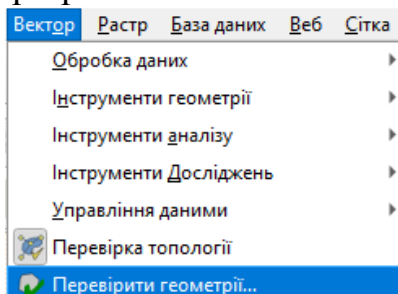 Вектор Растр База даних Веб Сітка
Обробка даних
Інструменти геометрії
Інструменти аналізу
Інструменти Досліджень
Управління даними
Перевірка топології
Перевірити геометрії...